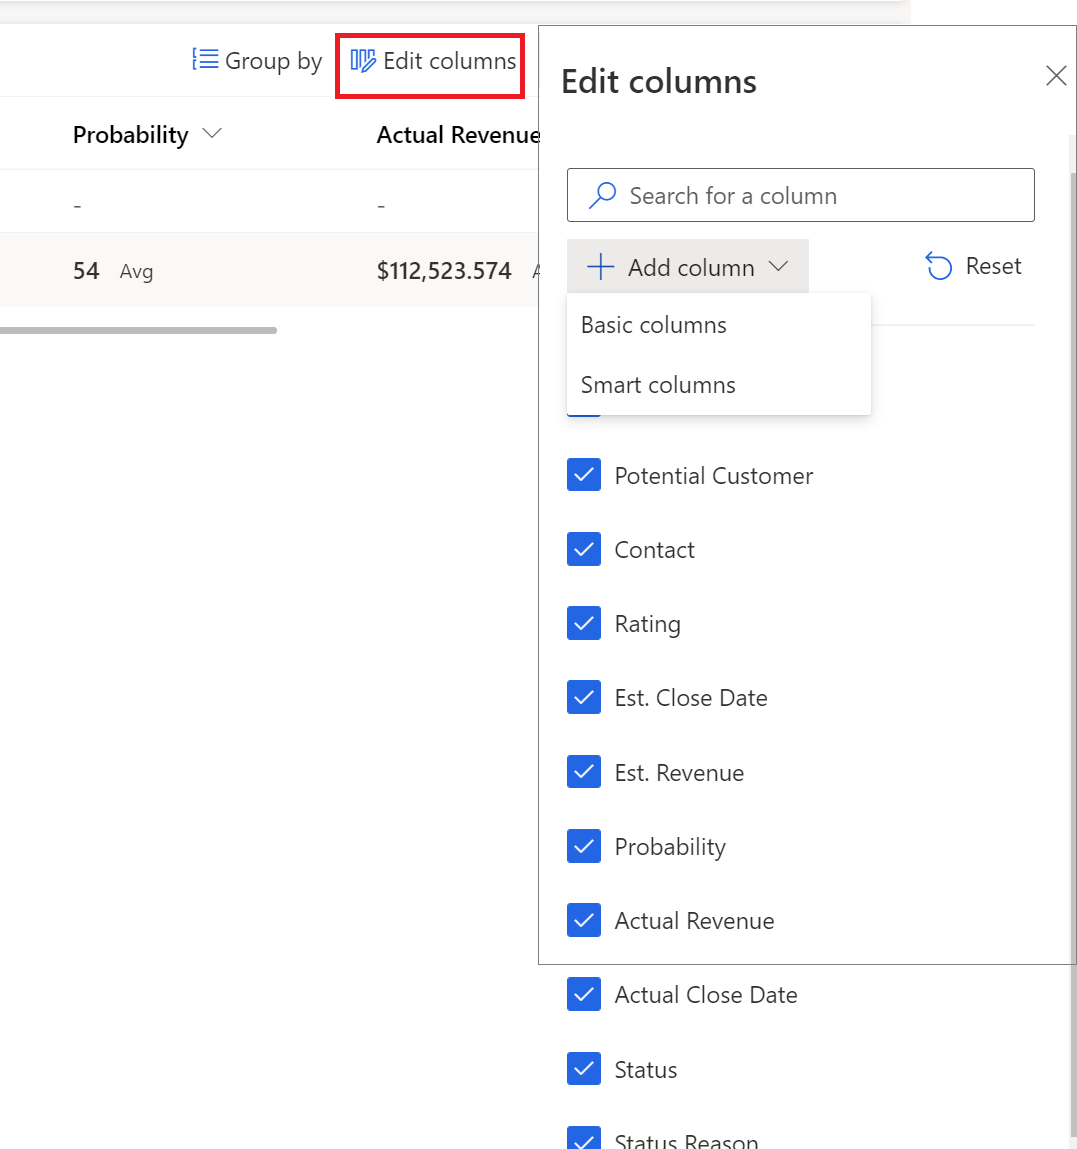 Group by
Edit columns
Probability
Actual Revenue
-
-
54 Avg
$112,523.574
Edit columns
Search for a column
Add column
Reset
Basic columns
Smart columns
Potential Customer
Contact
Rating
Est. Close Date
Est. Revenue
Probability
Actual Revenue
Actual Close Date
Status
Status Reason